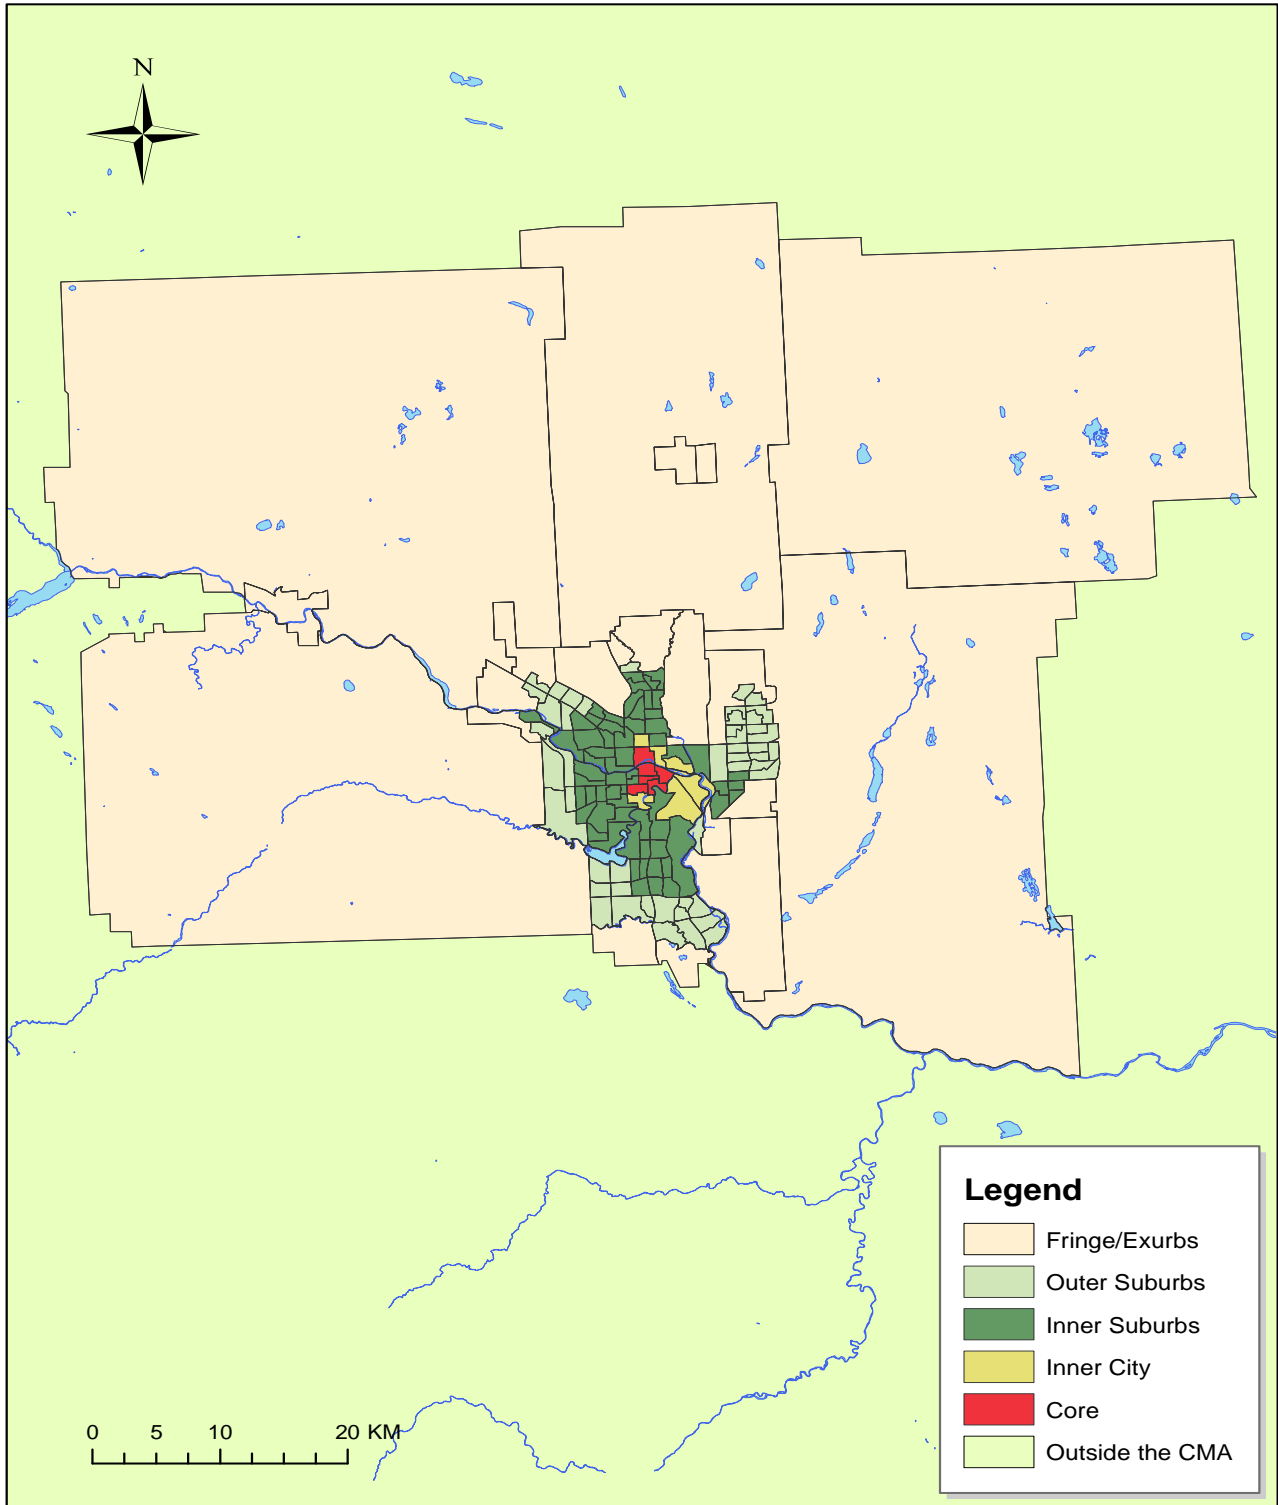 N
Legend
Fringe/Exurbs
Outer Suburbs
Inner Suburbs
Inner City
Core
Outside the CMA
0 5 10 20 KM